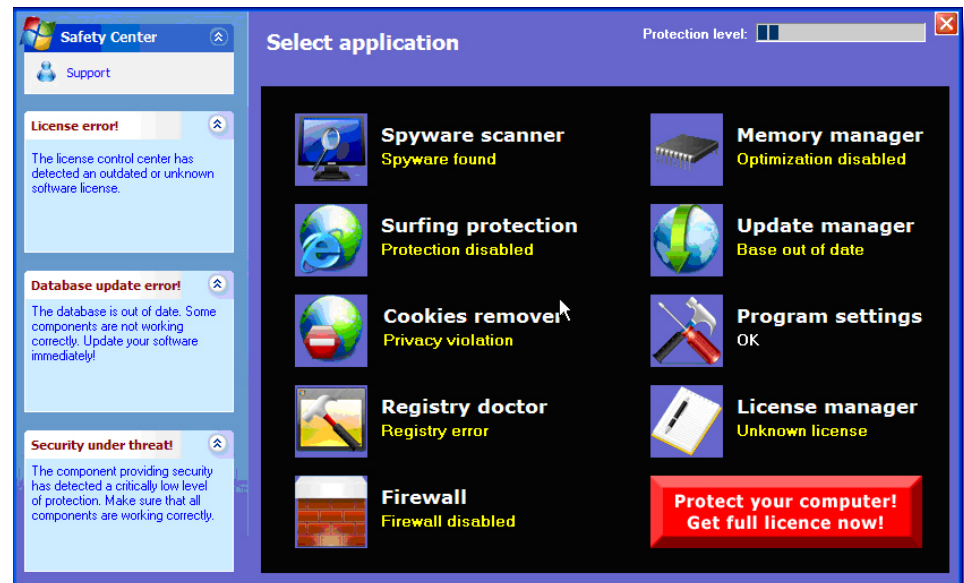 Safety Center
Support
License error!
The license control center has
detected an outdated or unknown
software license.
Database update error!
The database is out of date. Some
components are not working
correctly. Update your software
immediately!
Security under threat!
The component providing security
has detected a critically low level
of protection. Make sure that all
components are working correctly.
Select application
Protection level:
Spyware scanner
Spyware found
Memory manager
Optimization disabled
Surfing protection
Protection disabled
Update manager
Base out of date
Cookies remover
Privacy violation
Program settings
OK
Registry doctor
Registry error
License manager
Unknown license
Firewall
Firewall disabled
Protect your computer!
Get full licence now!